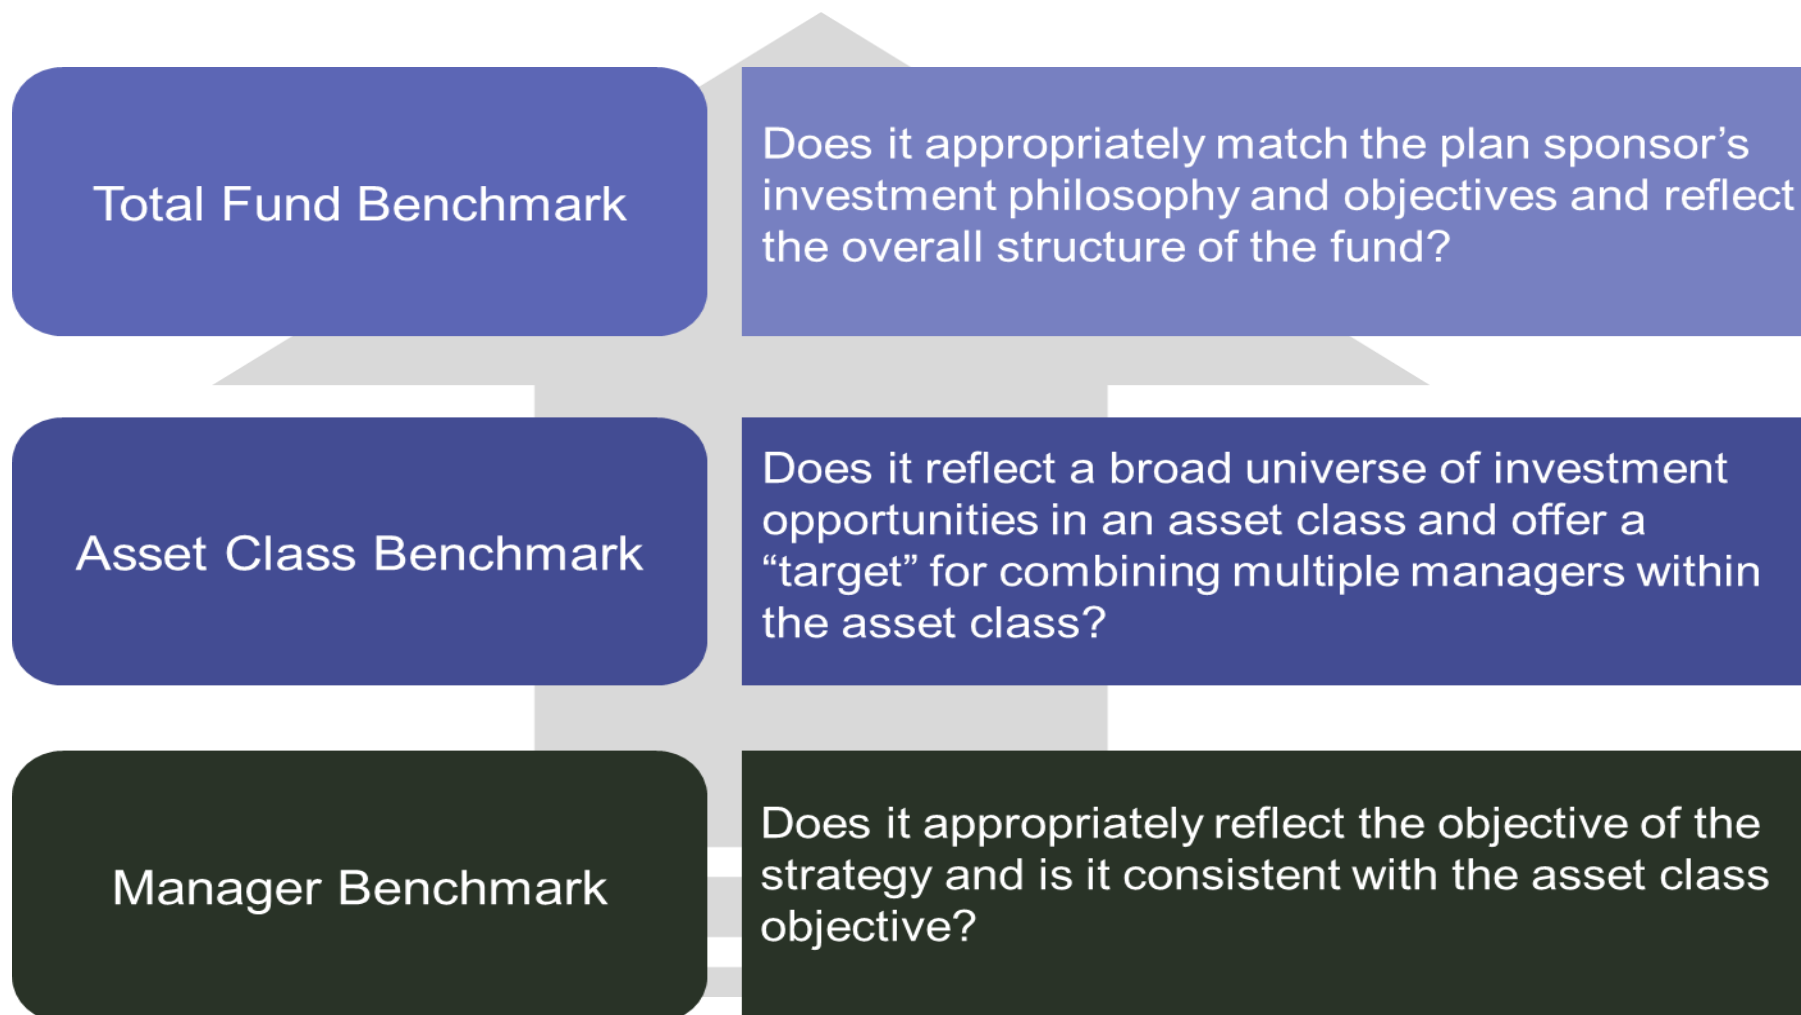 Total Fund Benchmark
Does it appropriately match the plan sponsor’s
investment philosophy and objectives and reflect
the overall structure of the fund?
Asset Class Benchmark
Does it reflect a broad universe of investment
opportunities in an asset class and offer a
“target” for combining multiple managers within
the asset class?
Manager Benchmark
Does it appropriately reflect the objective of the
strategy and is it consistent with the asset class
objective?